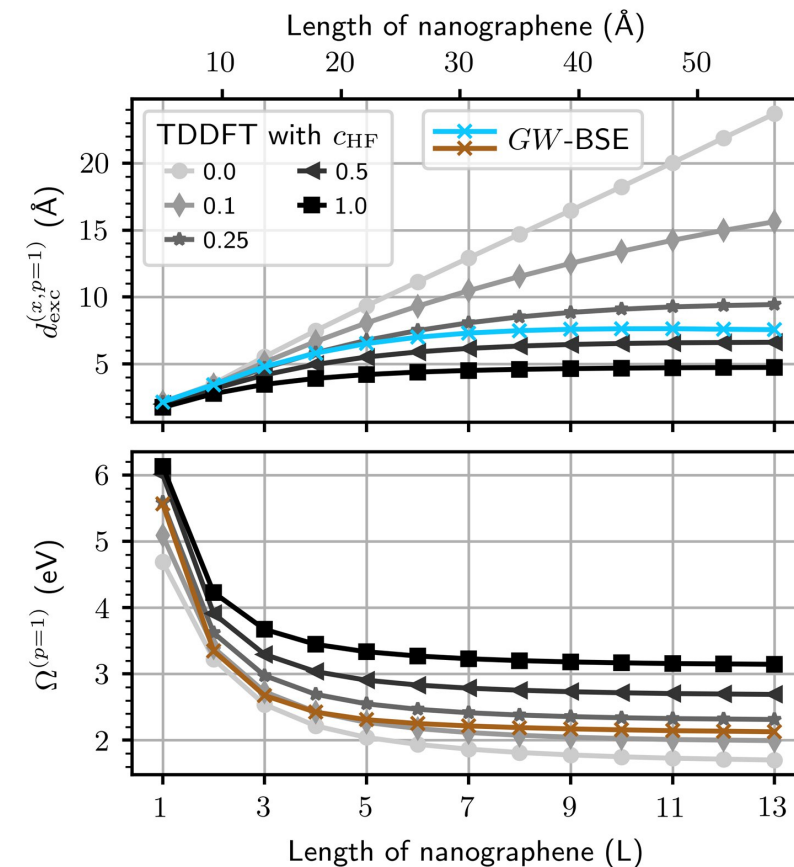 Length of nanographene (Å)
10 20 30 40 50
TDDFT with c_HF
0.0 0.5
0.1 1.0
0.25
GW-BSE
20
15
10
5
d_exc^(x,p=1) (Å)
6
5
4
3
2
Ω^(p=1) (eV)
1 3 5 7 9 11 13
Length of nanographene (L)